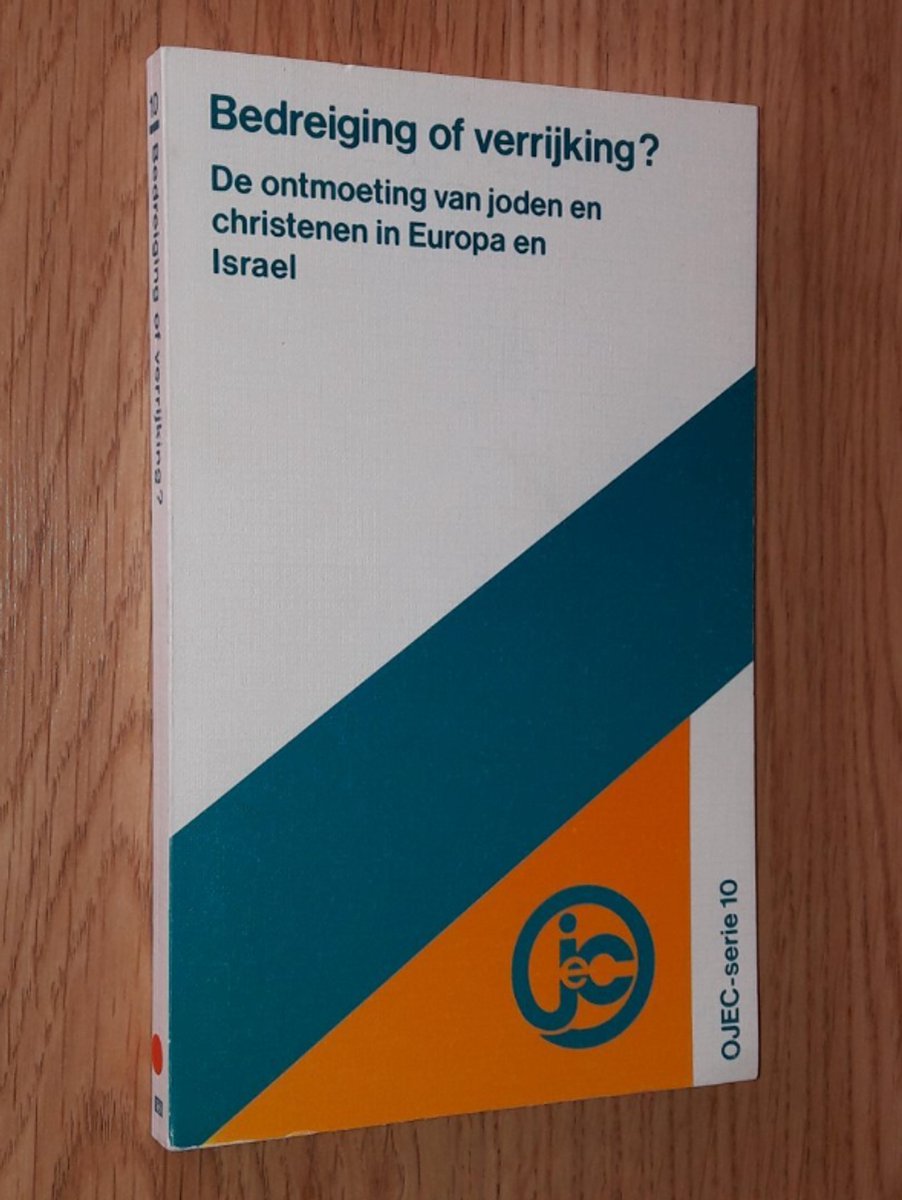 Bedreiging of verrijking?
De ontmoeting van joden en
christenen in Europa en
Israel
jec
OJEC-serie 10
10 Bedreiging of verrijking?